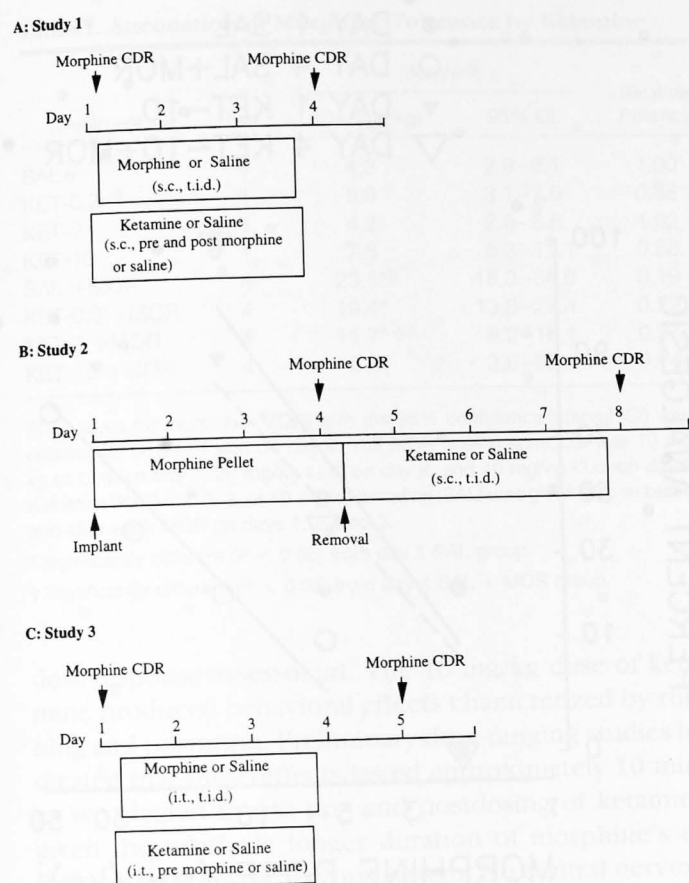 A: Study 1
Morphine CDR Morphine CDR
Day 1 2 3 4
Morphine or Saline
(s.c., t.i.d.)
Ketamine or Saline
(s.c., pre and post morphine
or saline)
B: Study 2
Morphine CDR Morphine CDR
Day 1 2 3 4 5 6 7 8
Morphine Pellet Ketamine or Saline
(s.c., t.i.d.)
Implant Removal
C: Study 3
Morphine CDR Morphine CDR
Day 1 2 3 4 5
Morphine or Saline
(i.t., t.i.d.)
Ketamine or Saline
(i.t., pre morphine or saline)